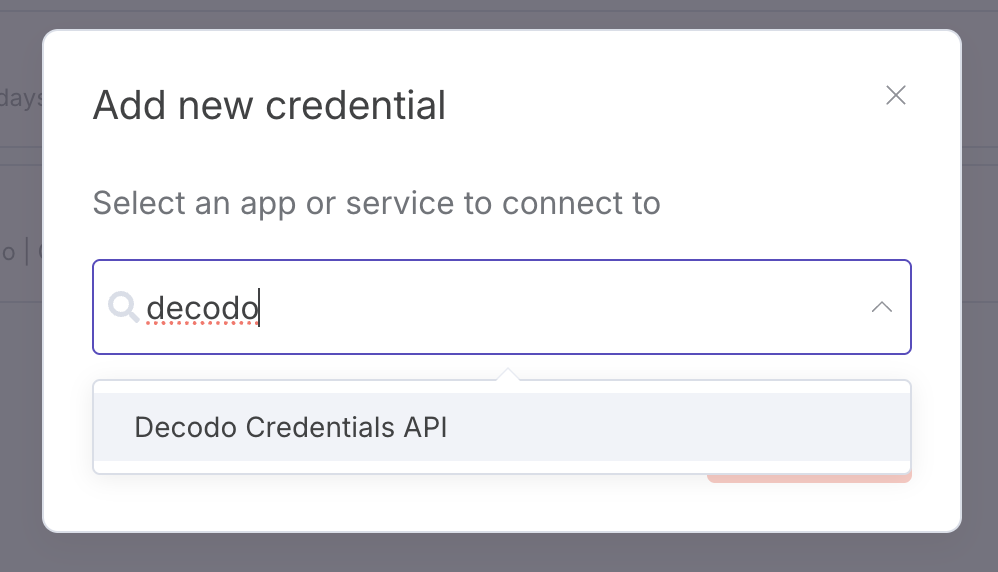 Add new credential
days
Select an app or service to connect to
o |
decodo
Decodo Credentials API